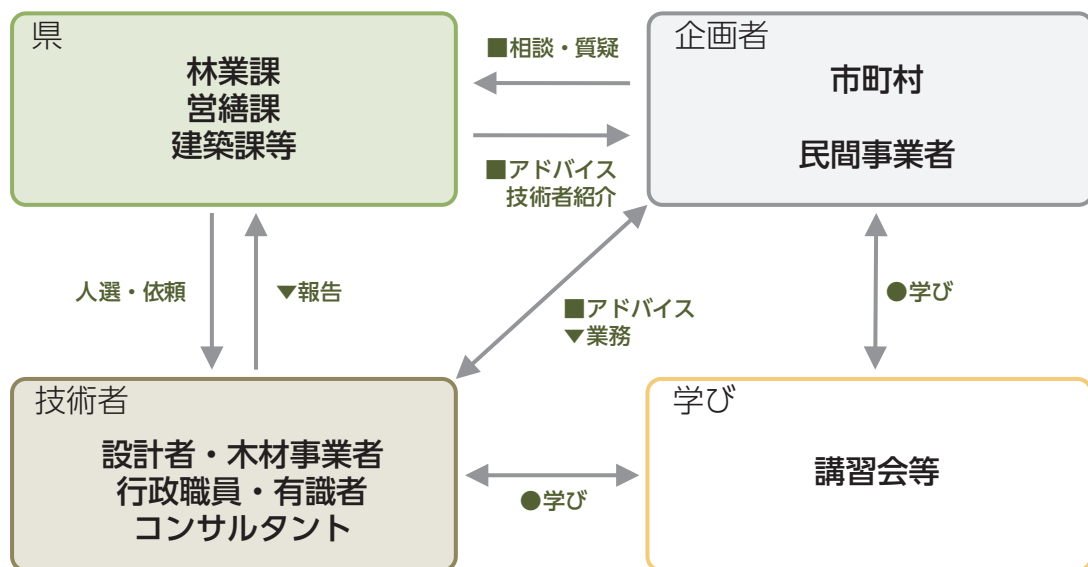 県
林業課
営繕課
建築課等
■相談・質疑
■アドバイス
技術者紹介
企画者
市町村
民間事業者
人選・依頼
▼報告
■アドバイス
▼業務
●学び
技術者
設計者・木材事業者
行政職員・有識者
コンサルタント
●学び
学び
講習会等